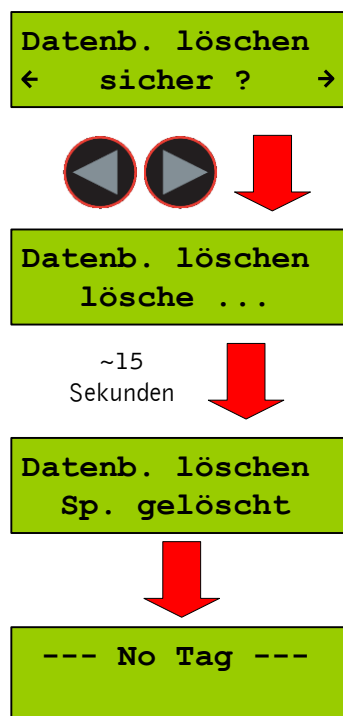 Datenb. löschen
← sicher ? →
Datenb. löschen
lösche ...
~15
Sekunden
Datenb. löschen
Sp. gelöscht
--- No Tag ---